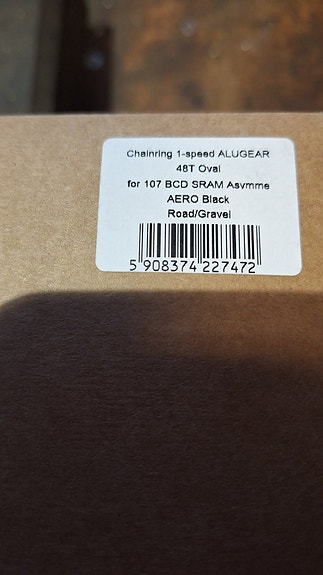 Chainring 1-speed ALUGEAR
48T Oval
for 107 BCD SRAM Asymme
AERO Black
Road/Gravel
5 908374 227472